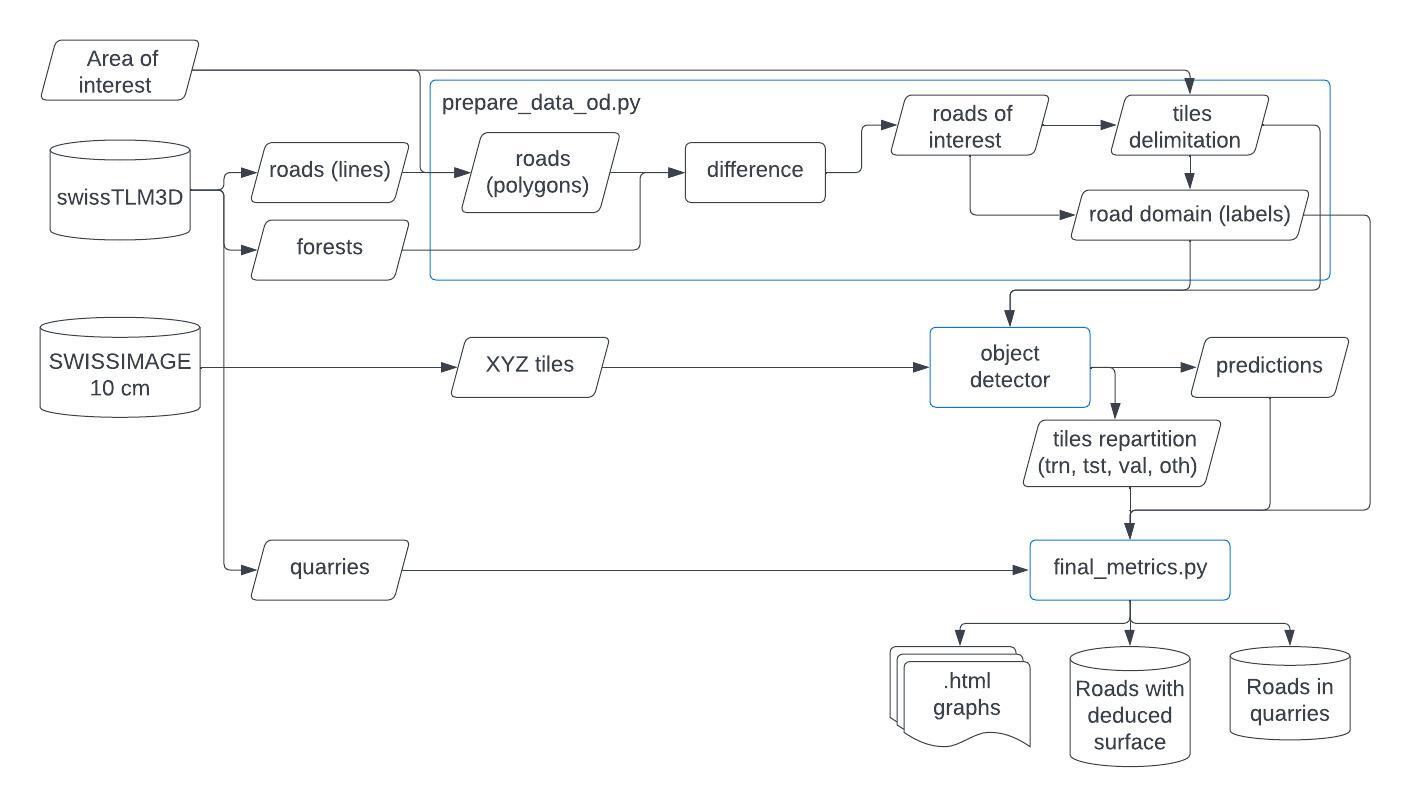 Area of
interest
prepare_data_od.py
roads of
interest
tiles
delimitation
swissTLM3D
roads (lines)
roads
(polygons)
difference
road domain (labels)
forests
SWISSIMAGE
10 cm
XYZ tiles
object
detector
predictions
tiles repartition
(trn, tst, val, oth)
quarries
final_metrics.py
.html
graphs
Roads with
deduced
surface
Roads in
quarries